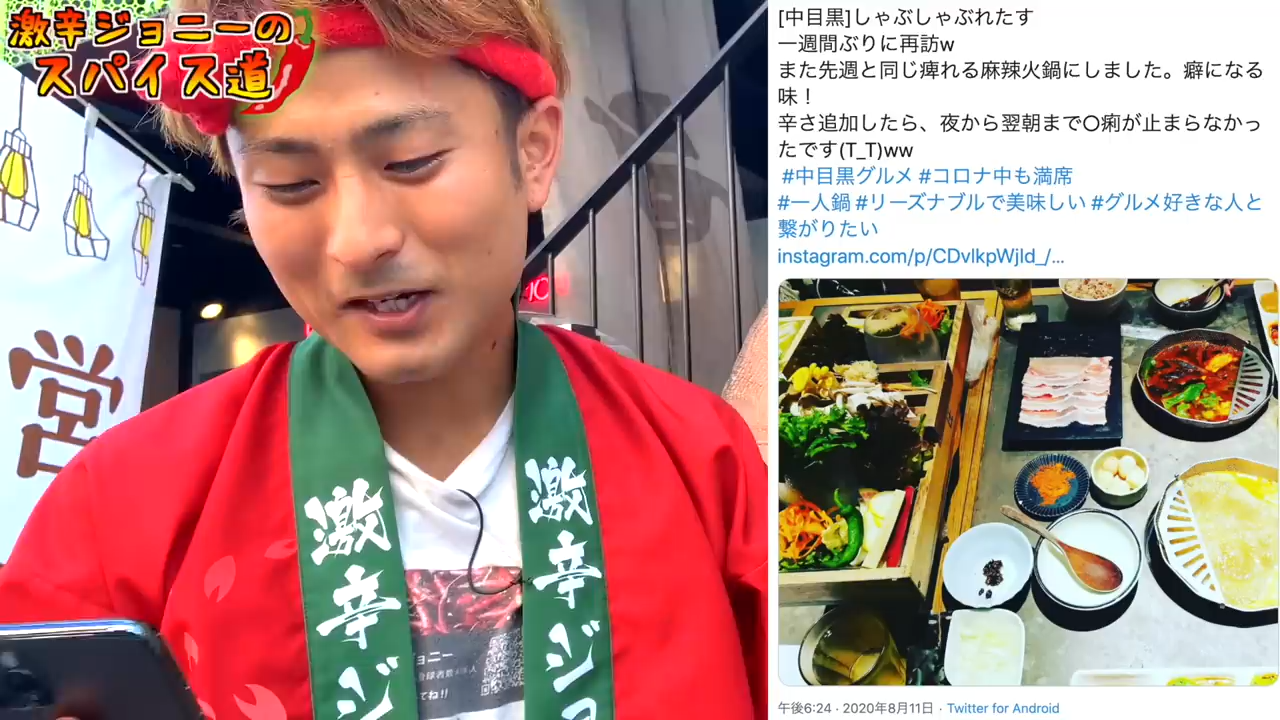 激辛ジョニーの
スパイス道
営
激辛ジ
激辛ジョ
[中目黒]しゃぶしゃぶれたす
一週間ぶりに再訪w
また先週と同じ痺れる麻辣火鍋にしました。癖になる
味！
辛さ追加したら、夜から翌朝まで〇痢が止まらなかっ
たです(T_T)ww
#中目黒グルメ #コロナ中も満席
#一人鍋 #リーズナブルで美味しい #グルメ好きな人と
繋がりたい
instagram.com/p/CDvlkpWjld_/...
午後6:24 · 2020年8月11日 · Twitter for Android